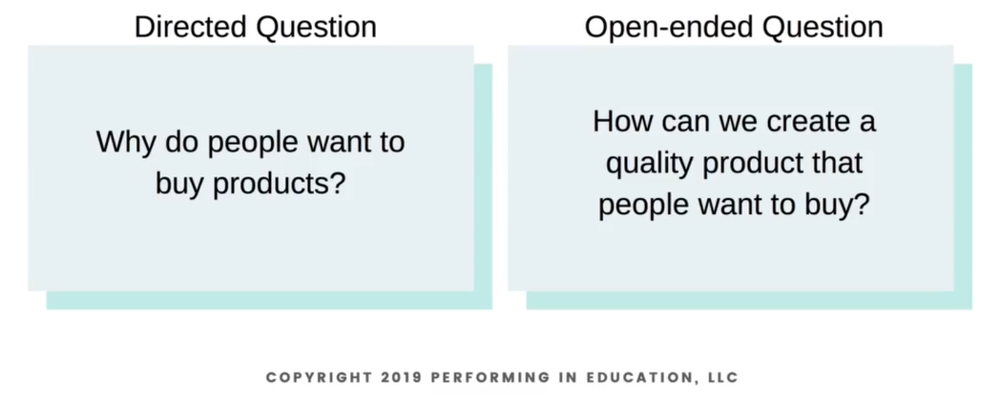 Directed Question
Why do people want to
buy products?
Open-ended Question
How can we create a
quality product that
people want to buy?
COPYRIGHT 2019 PERFORMING IN EDUCATION, LLC